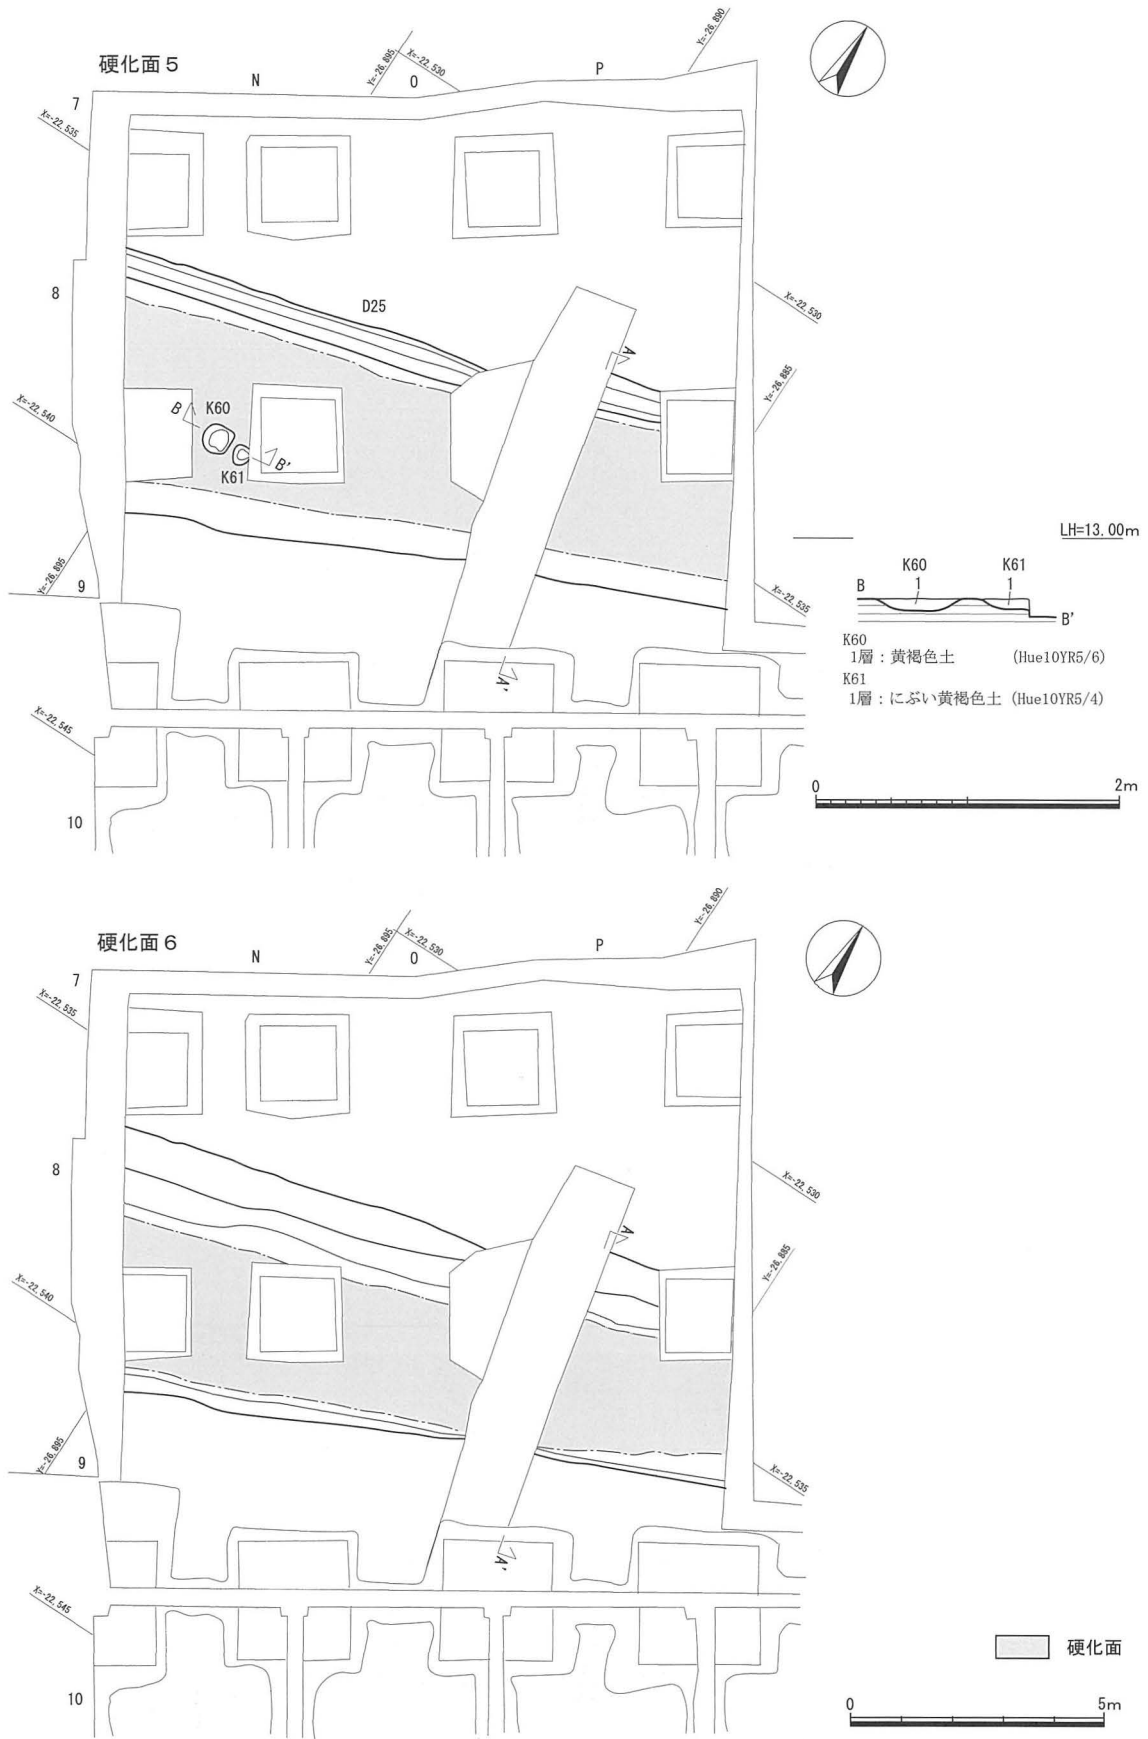 硬化面5
N
O
P
Y=-26,895
X=-22,530
Y=-26,890
7
X=-22,535
8
D25
A
X=-22,530
Y=-26,885
B
K60
K61
B'
X=-22,540
Y=-26,895
9
X=-22,535
A'
X=-22,545
10
LH=13.00m
K60
K61
B
1
1
B'
K60
1層：黄褐色土 (Hue10YR5/6)
K61
1層：にぶい黄褐色土 (Hue10YR5/4)
0
2m
硬化面6
N
O
P
Y=-26,895
X=-22,530
Y=-26,890
7
X=-22,535
8
A
X=-22,530
Y=-26,885
X=-22,540
Y=-26,895
9
X=-22,535
A'
X=-22,545
10
硬化面
0
5m